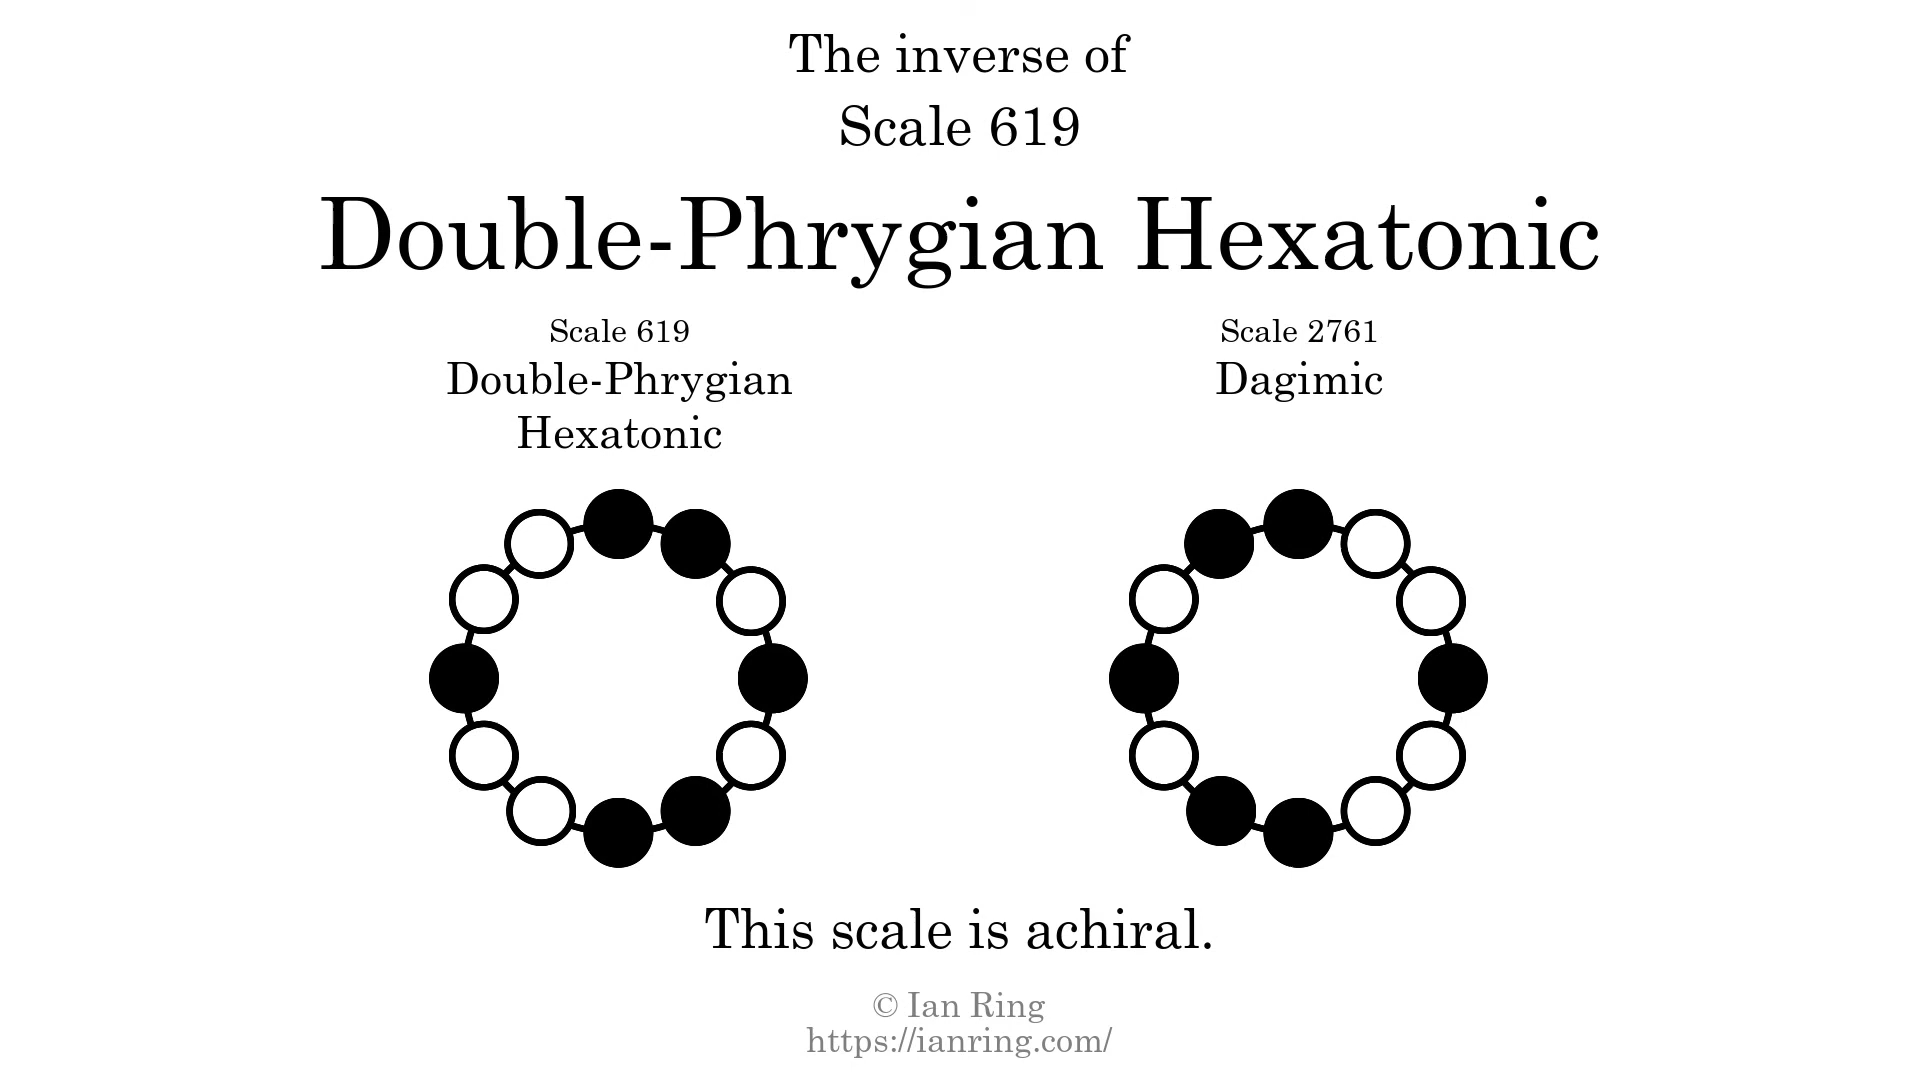 The inverse of
Scale 619
Double-Phrygian Hexatonic
Scale 619
Double-Phrygian
Hexatonic
Scale 2761
Dagimic
This scale is achiral.
© Ian Ring
https://ianring.com/